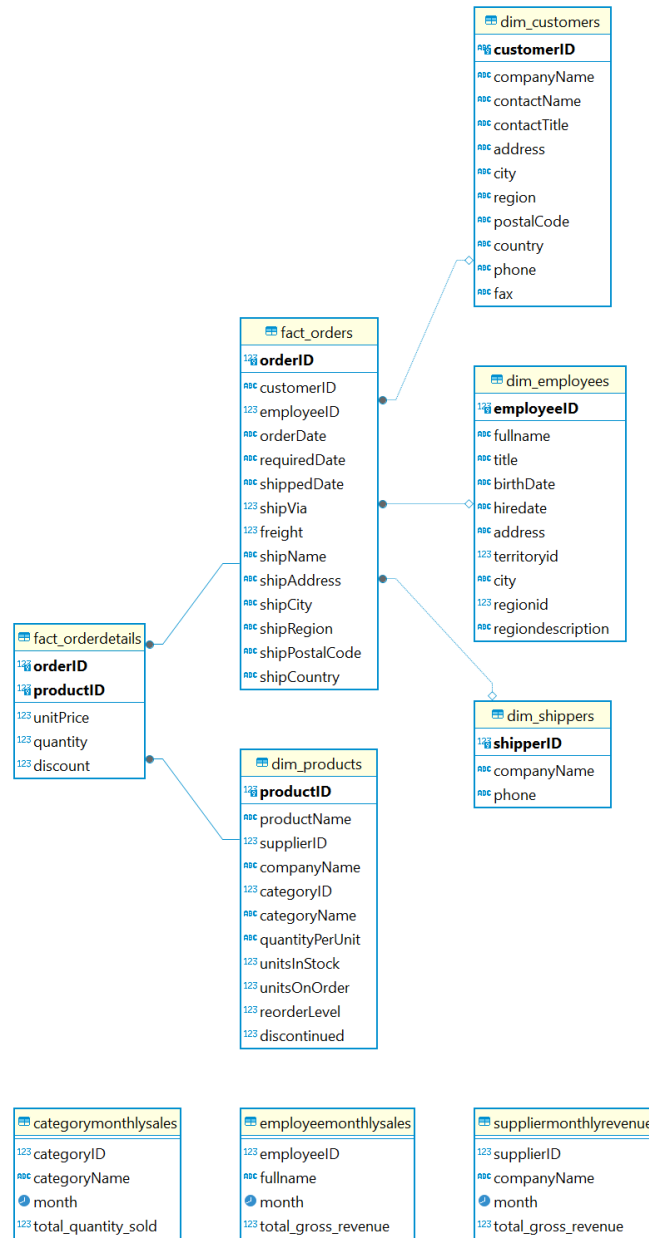 dim_customers
customerID
companyName
contactName
contactTitle
address
city
region
postalCode
country
phone
fax
fact_orders
orderID
customerID
employeeID
orderDate
requiredDate
shippedDate
shipVia
freight
shipName
shipAddress
shipCity
shipRegion
shipPostalCode
shipCountry
dim_employees
employeeID
fullname
title
birthDate
hiredate
address
territoryid
city
regionid
regiondescription
fact_orderdetails
orderID
productID
unitPrice
quantity
discount
dim_shippers
shipperID
companyName
phone
dim_products
productID
productName
supplierID
companyName
categoryID
categoryName
quantityPerUnit
unitsInStock
unitsOnOrder
reorderLevel
discontinued
categorymonthlysales
categoryID
categoryName
month
total_quantity_sold
employeemonthlysales
employeeID
fullname
month
total_gross_revenue
suppliermonthlyrevenue
supplierID
companyName
month
total_gross_revenue